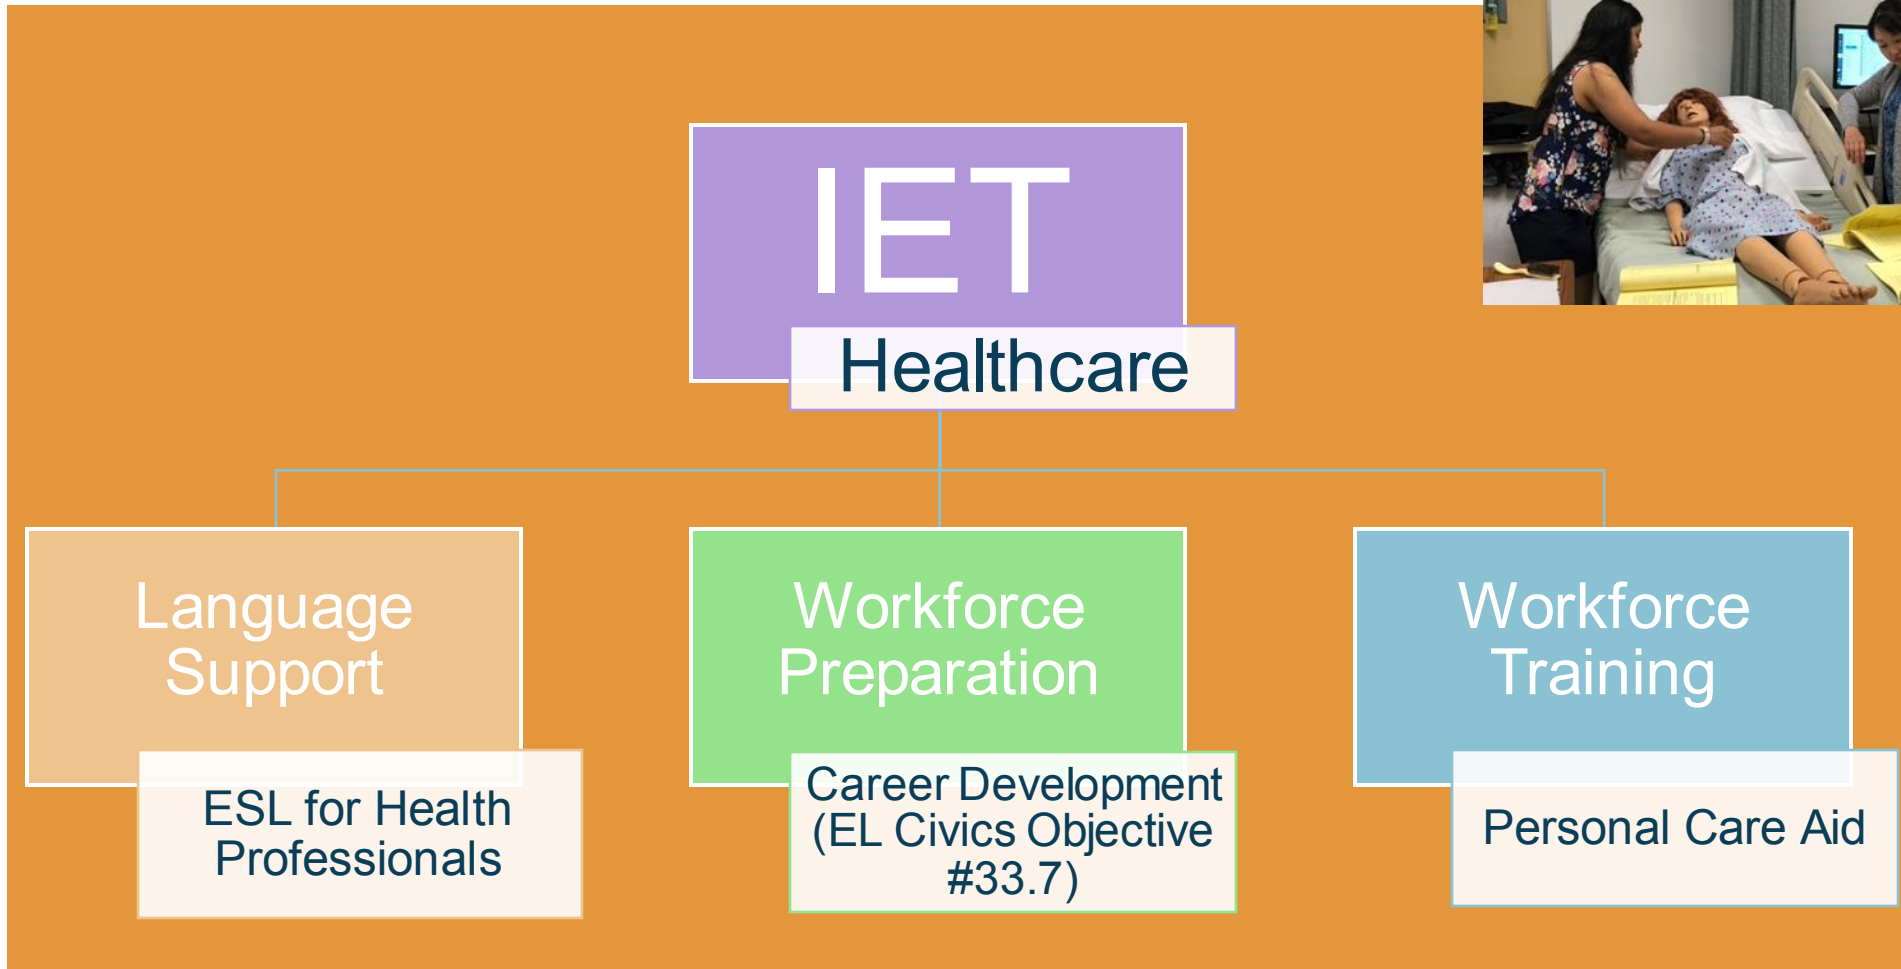 IET
Healthcare
Language
Support
ESL for Health
Professionals
Workforce
Preparation
Career Development
(EL Civics Objective
#33.7)
Workforce
Training
Personal Care Aid